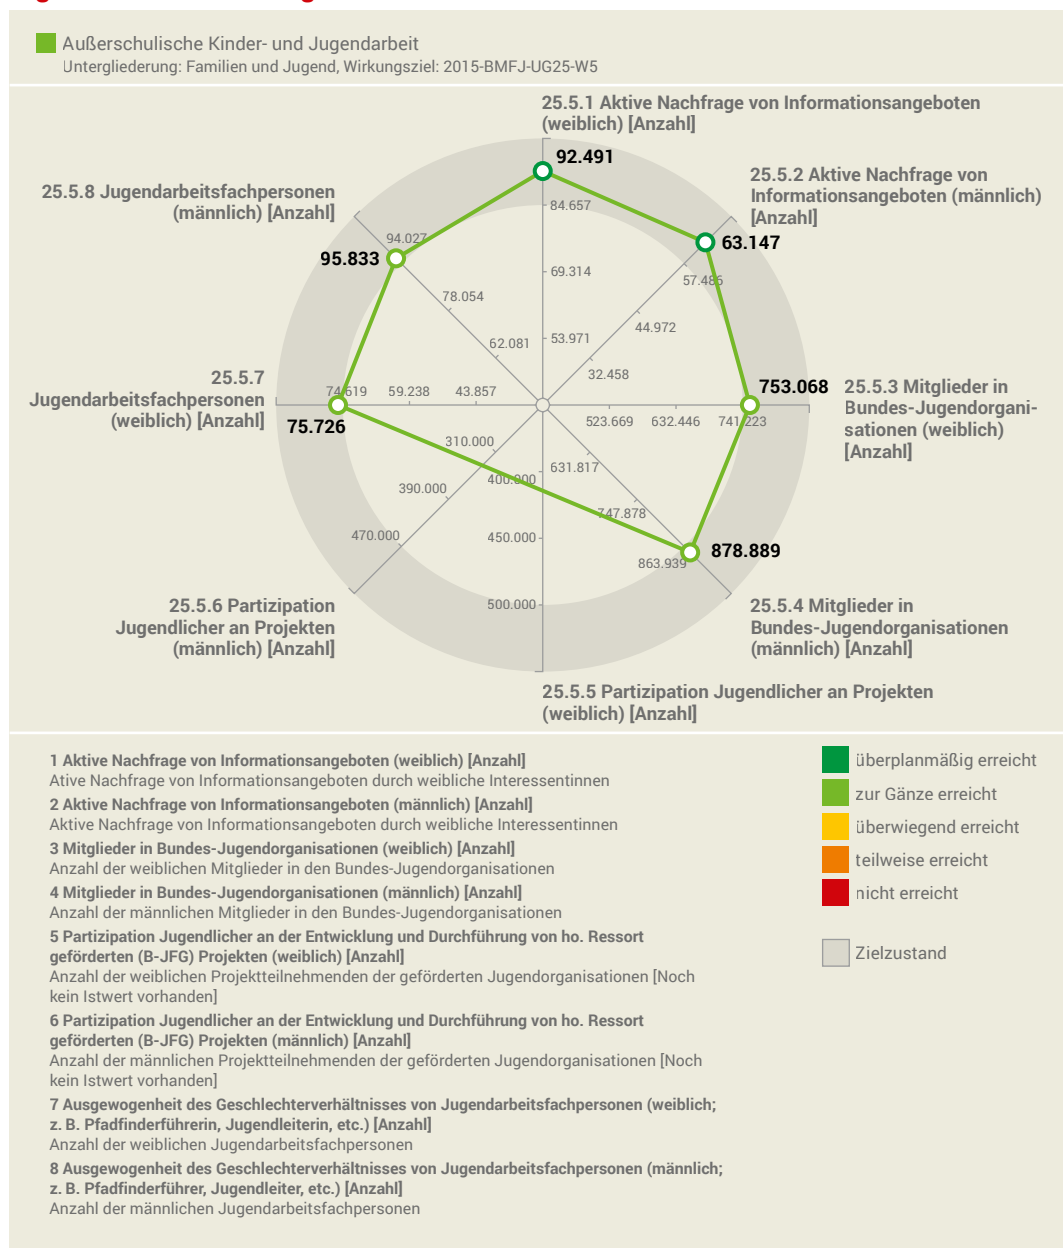 Außerschulische Kinder- und Jugendarbeit
Untergliederung: Familien und Jugend, Wirkungsziel: 2015-BMFJ-UG25-W5
25.5.1 Aktive Nachfrage von Informationsangeboten
(weiblich) [Anzahl]
92.491
84.657
69.314
53.971
25.5.2 Aktive Nachfrage von
Informationsangeboten (männlich)
[Anzahl]
63.147
57.486
44.972
32.458
753.068
25.5.3 Mitglieder in
Bundes-Jugendorgani-
sationen (weiblich)
[Anzahl]
523.669 632.446 741.223
631.817
747.878
863.939
878.889
25.5.4 Mitglieder in
Bundes-Jugendorganisationen
(männlich) [Anzahl]
400.000
450.000
500.000
25.5.5 Partizipation Jugendlicher an Projekten
(weiblich) [Anzahl]
310.000
390.000
470.000
25.5.6 Partizipation
Jugendlicher an Projekten
(männlich) [Anzahl]
25.5.7
Jugendarbeitsfachpersonen
(weiblich) [Anzahl]
74.619 59.238 43.857
75.726
25.5.8 Jugendarbeitsfachpersonen
(männlich) [Anzahl]
94.027
95.833
78.054
62.081
1 Aktive Nachfrage von Informationsangeboten (weiblich) [Anzahl]
Ative Nachfrage von Informationsangeboten durch weibliche Interessentinnen
2 Aktive Nachfrage von Informationsangeboten (männlich) [Anzahl]
Aktive Nachfrage von Informationsangeboten durch weibliche Interessentinnen
3 Mitglieder in Bundes-Jugendorganisationen (weiblich) [Anzahl]
Anzahl der weiblichen Mitglieder in den Bundes-Jugendorganisationen
4 Mitglieder in Bundes-Jugendorganisationen (männlich) [Anzahl]
Anzahl der männlichen Mitglieder in den Bundes-Jugendorganisationen
5 Partizipation Jugendlicher an der Entwicklung und Durchführung von ho. Ressort
geförderten (B-JFG) Projekten (weiblich) [Anzahl]
Anzahl der weiblichen Projektteilnehmenden der geförderten Jugendorganisationen [Noch
kein Istwert vorhanden]
6 Partizipation Jugendlicher an der Entwicklung und Durchführung von ho. Ressort
geförderten (B-JFG) Projekten (männlich) [Anzahl]
Anzahl der männlichen Projektteilnehmenden der geförderten Jugendorganisationen [Noch
kein Istwert vorhanden]
7 Ausgewogenheit des Geschlechterverhältnisses von Jugendarbeitsfachpersonen (weiblich;
z. B. Pfadfinderführerin, Jugendleiterin, etc.) [Anzahl]
Anzahl der weiblichen Jugendarbeitsfachpersonen
8 Ausgewogenheit des Geschlechterverhältnisses von Jugendarbeitsfachpersonen (männlich;
z. B. Pfadfinderführer, Jugendleiter, etc.) [Anzahl]
Anzahl der männlichen Jugendarbeitsfachpersonen
überplanmäßig erreicht
zur Gänze erreicht
überwiegend erreicht
teilweise erreicht
nicht erreicht
Zielzustand